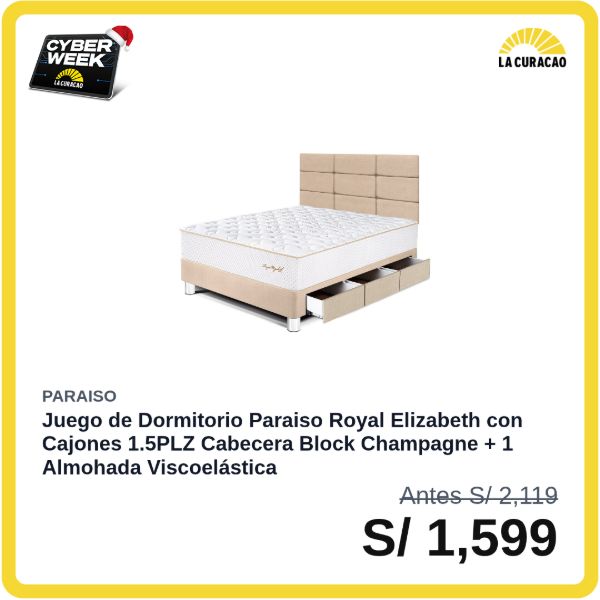 CYBER
WEEK
LA CURACAO
LA CURACAO
PARAISO
Juego de Dormitorio Paraiso Royal Elizabeth con
Cajones 1.5PLZ Cabecera Block Champagne + 1
Almohada Viscoelástica
Antes S/ 2,119
S/ 1,599